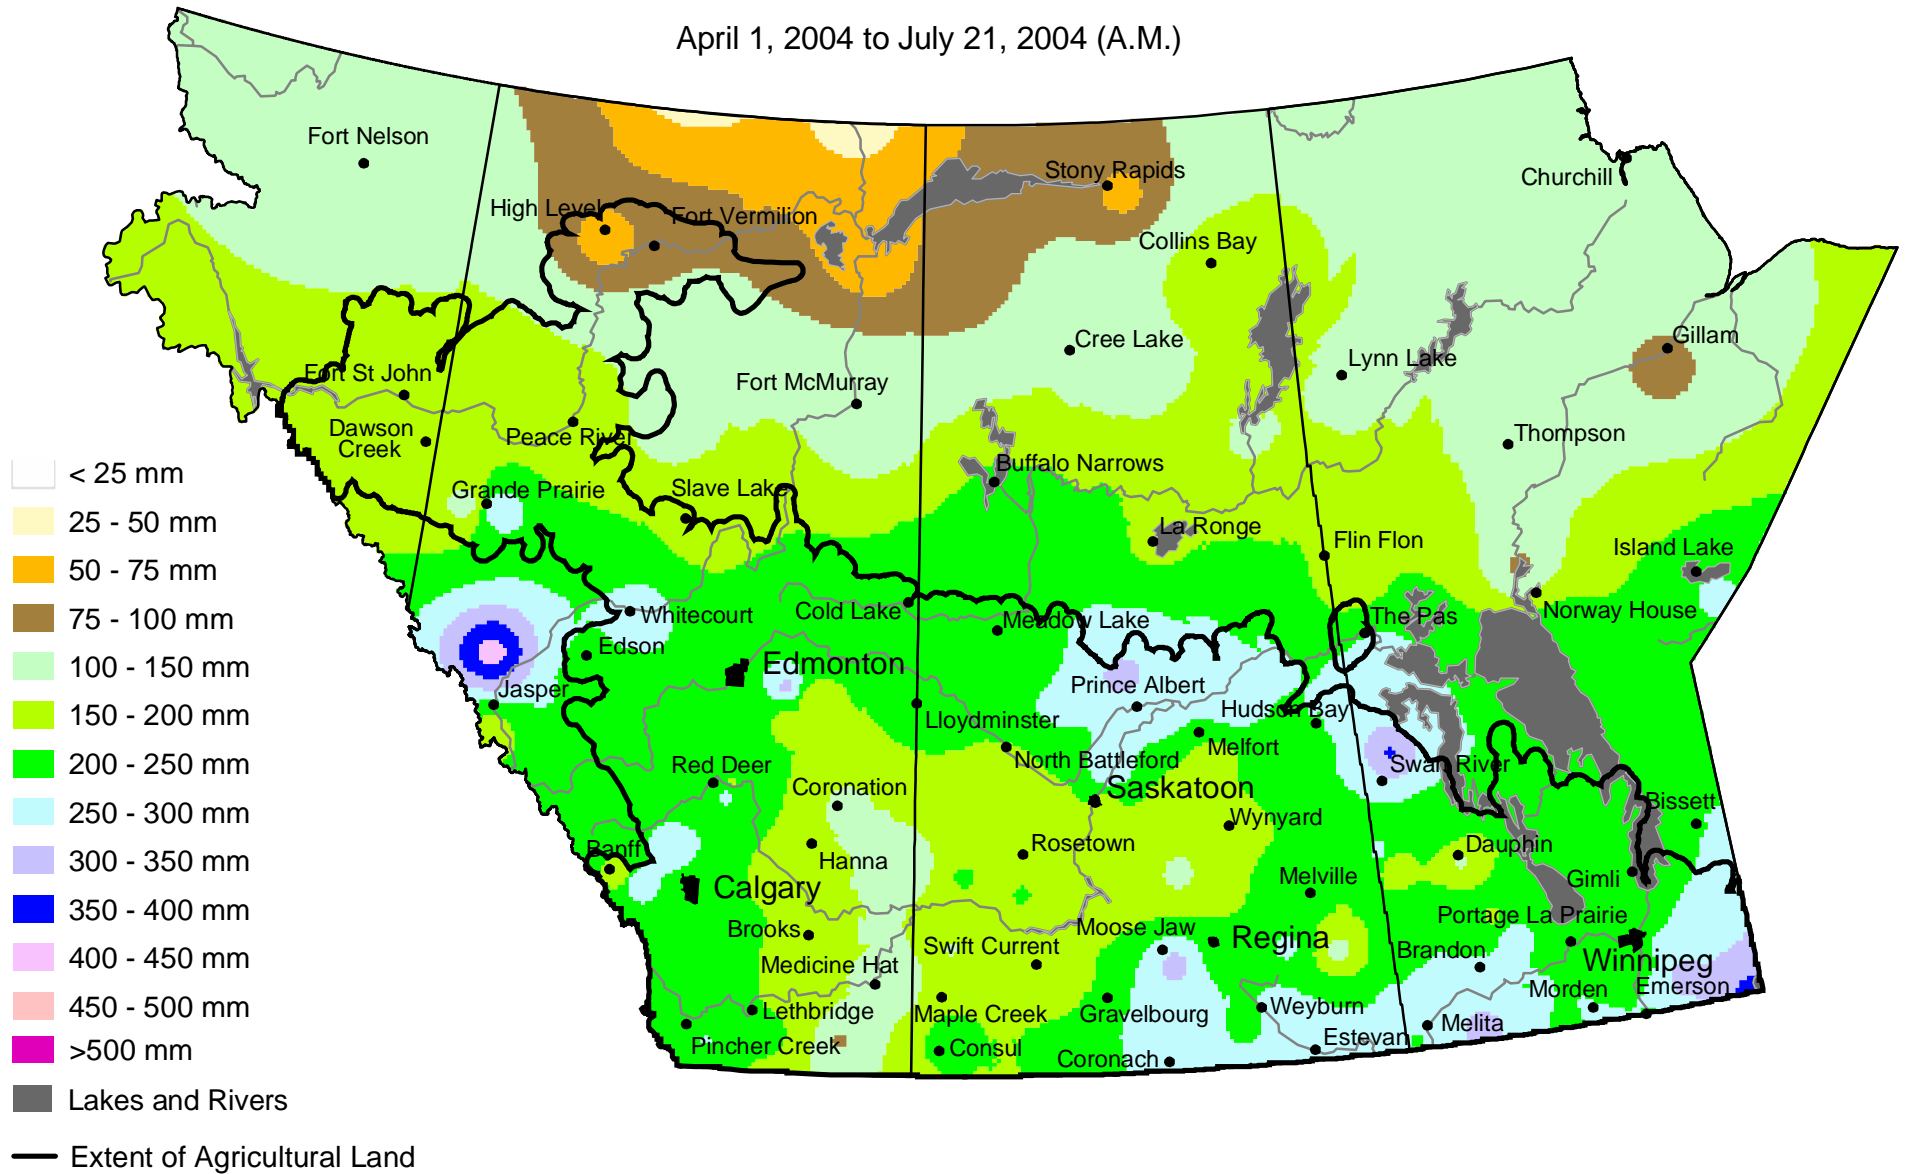 April 1, 2004 to July 21, 2004 (A.M.)
Fort Nelson
Stony Rapids
Churchill
High Level
Fort Vermilion
Collins Bay
Gillam
Cree Lake
Lynn Lake
Fort St John
Fort McMurray
Dawson
Creek
Peace River
Thompson
Buffalo Narrows
Grande Prairie
Slave Lake
La Ronge
Flin Flon
Island Lake
Whitecourt
Cold Lake
Meadow Lake
The Pas
Norway House
Edson
Edmonton
Jasper
Prince Albert
Hudson Bay
Lloydminster
North Battleford
Melfort
Swan River
Red Deer
Coronation
Saskatoon
Bissett
Wynyard
Banff
Hanna
Rosetown
Dauphin
Calgary
Melville
Gimli
Brooks
Moose Jaw
Portage La Prairie
Swift Current
Regina
Brandon
Winnipeg
Medicine Hat
Morden
Emerson
Lethbridge
Maple Creek
Gravelbourg
Weyburn
Melita
Pincher Creek
Consul
Coronach
Estevan
< 25 mm
25 - 50 mm
50 - 75 mm
75 - 100 mm
100 - 150 mm
150 - 200 mm
200 - 250 mm
250 - 300 mm
300 - 350 mm
350 - 400 mm
400 - 450 mm
450 - 500 mm
>500 mm
Lakes and Rivers
Extent of Agricultural Land